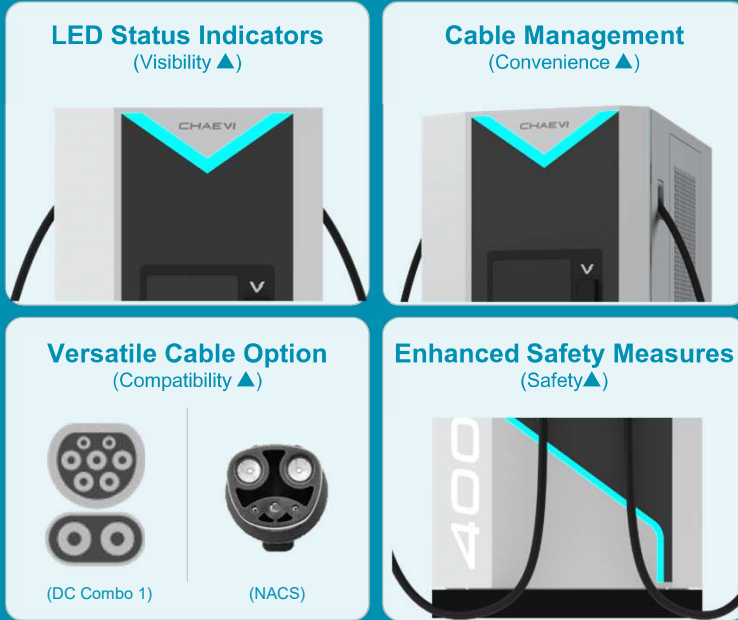 LED Status Indicators
(Visibility ▲)
CHAEVI
Cable Management
(Convenience ▲)
CHAEVI
Versatile Cable Option
(Compatibility ▲)
(DC Combo 1)
(NACS)
Enhanced Safety Measures
(Safety▲)
400